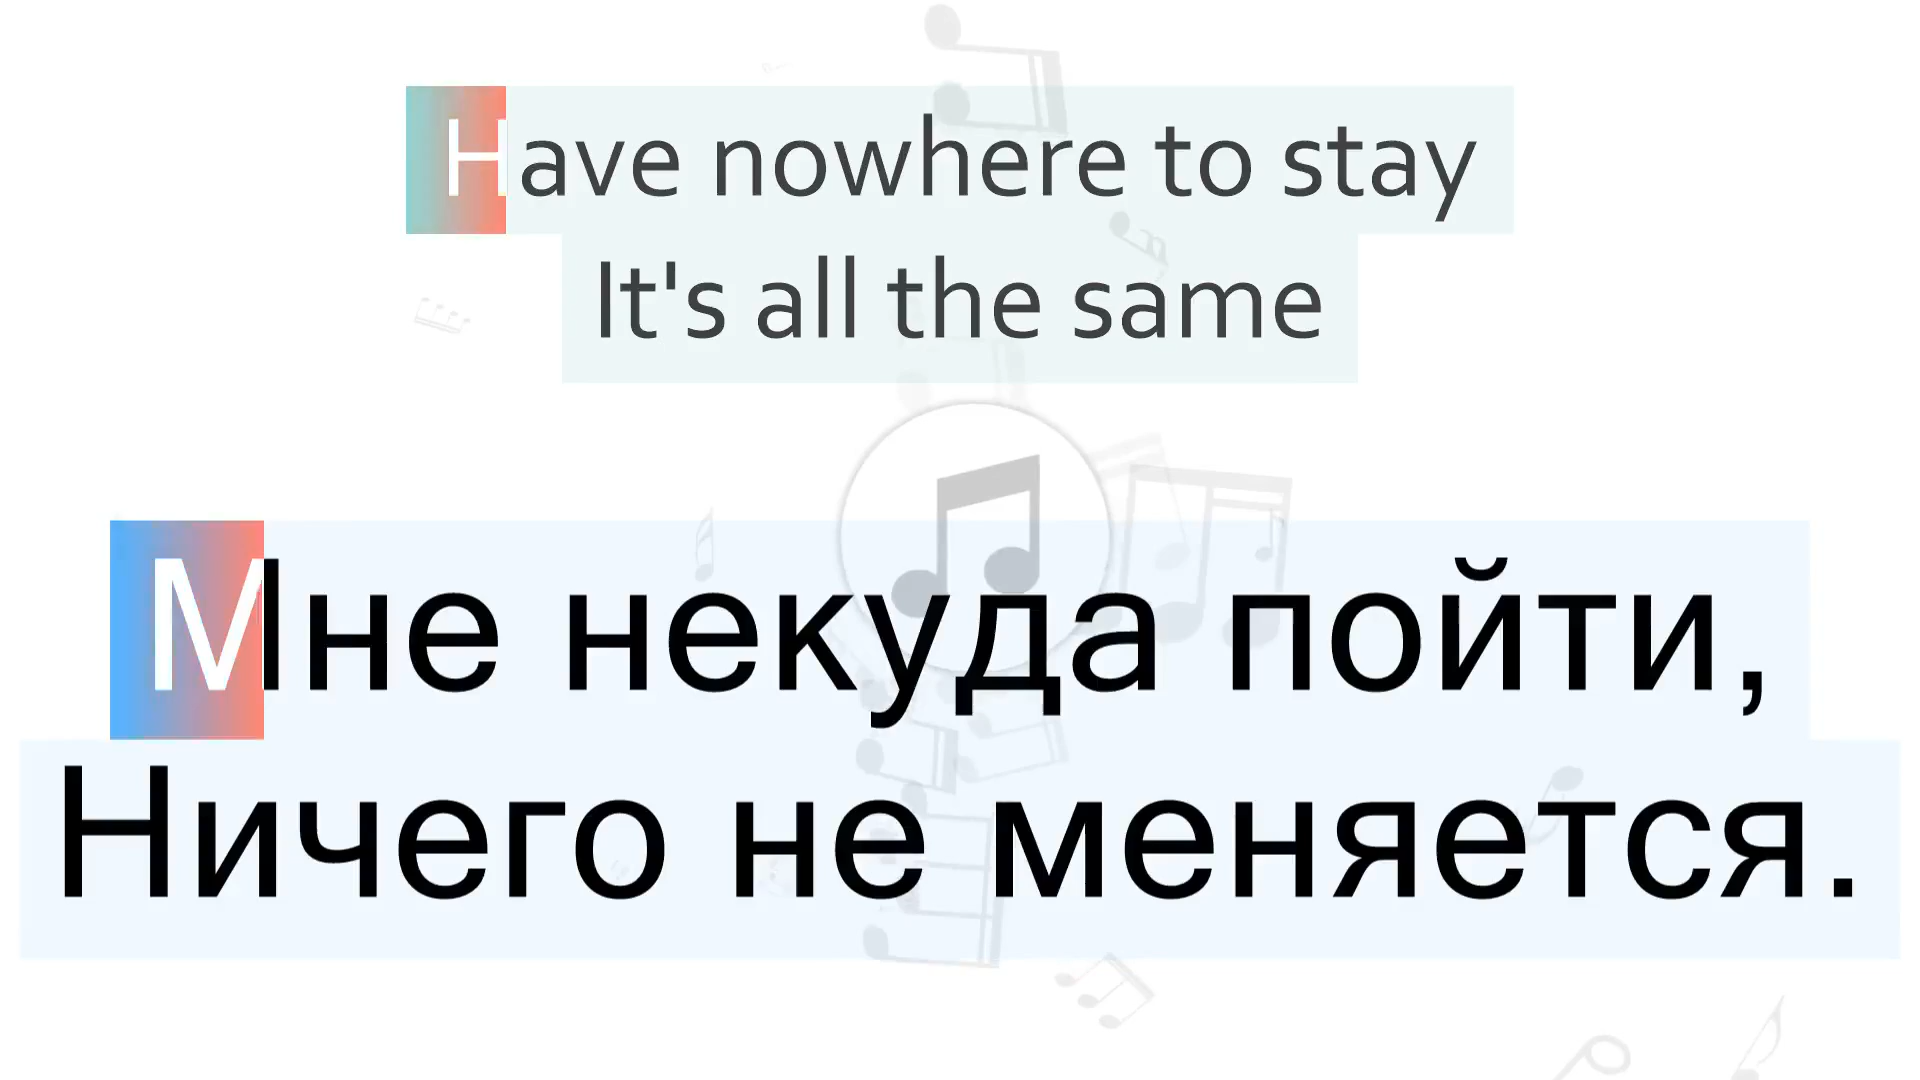 Have nowhere to stay
It's all the same
Мне некуда пойти,
Ничего не меняется.